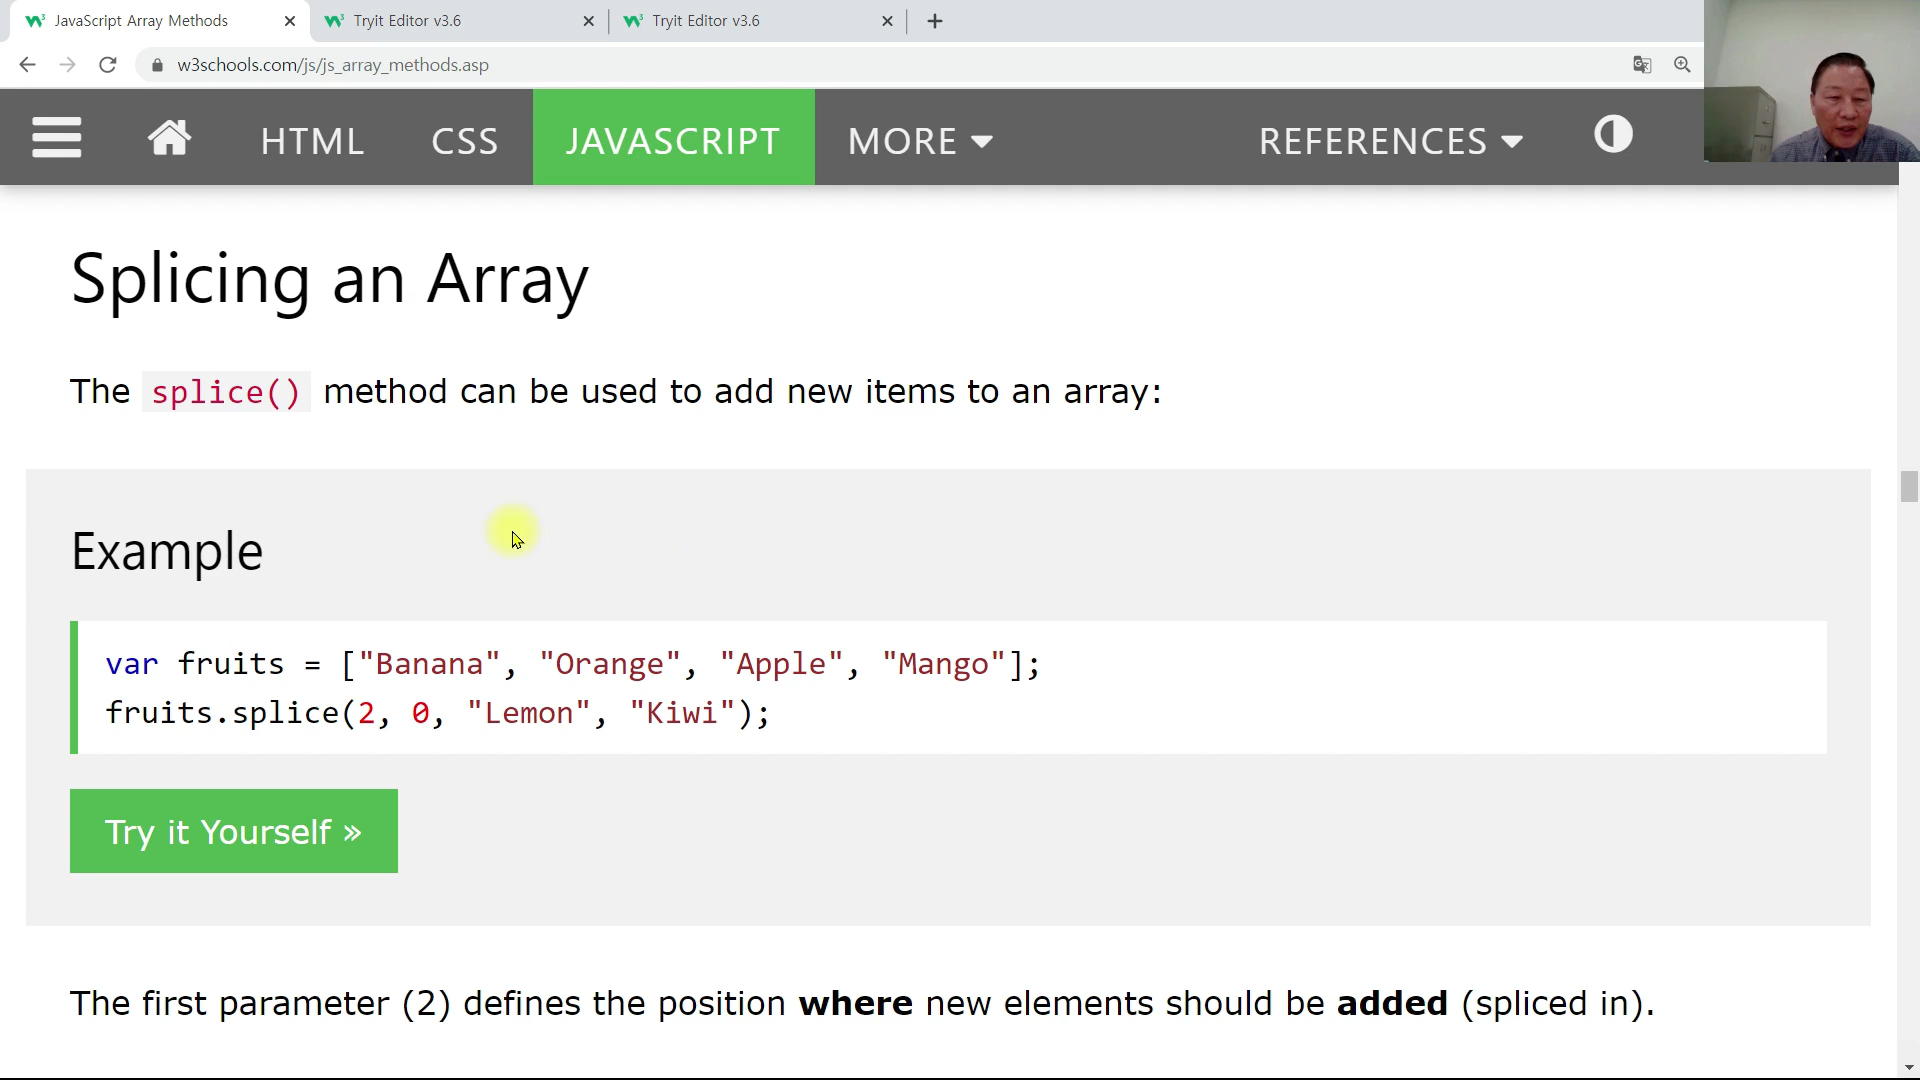 JavaScript Array Methods
Tryit Editor v3.6
Tryit Editor v3.6
w3schools.com/js/js_array_methods.asp
HTML CSS JAVASCRIPT MORE REFERENCES
Splicing an Array
The splice() method can be used to add new items to an array:
Example
var fruits = ["Banana", "Orange", "Apple", "Mango"];
fruits.splice(2, 0, "Lemon", "Kiwi");
Try it Yourself »
The first parameter (2) defines the position where new elements should be added (spliced in).